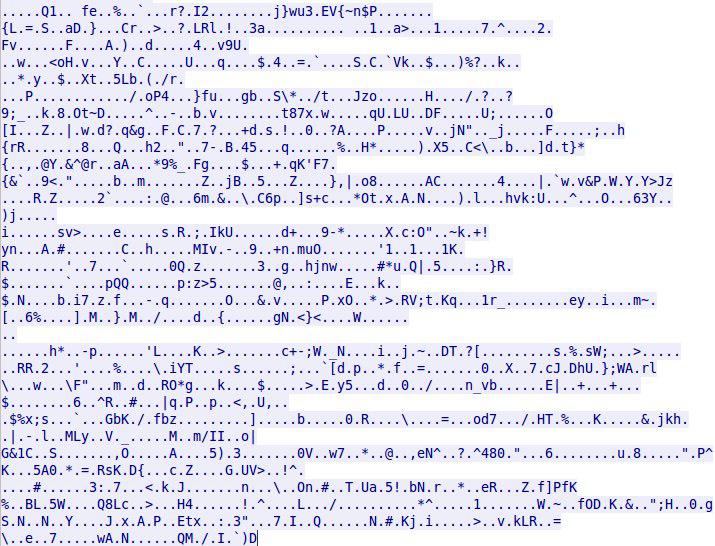 .....Q1.. fe..%..`...r?.I2........j}wu3.EV{~n$P.......
{L.=.S..aD.}...Cr..>..?.LRl.!..3a.......... ..1..a>...1.....7.^....2.
Fv......F....A.)..d.....4..v9U.
..w...<oH.v...Y..C.....U...q....$.4..=.`....S.C.`Vk..$...)%?..k..
..*.y..$..Xt..5Lb.(./r.
...P............/.oP4...}fu...gb..S\*../t...Jzo......H..../.?..?
9;_..k.8.Ot~D.....^..-..b.v........t87x.w.....qU.LU..DF.....U;......O
[I...Z..|.w.d?.q&g..F.C.7.?...+d.s.!..0..?A....P.....v..jN".._j.....F.....;..h
{rR.......8...Q...h2.."..7-.B.45...q......%..H*.....).X5..C<\..b...]d.t}*
{..,.@Y.&^@r..aA...*9%_.Fg....$...+.qK'F7.
{&`..9<.".....b..m.......Z..jB..5...Z....},|.o8......AC.......4....|.`w.v&P.W.Y.Y>Jz
....R.Z.....2`....:.@...6m.&..\.C6p..]s+c...*Ot.x.A.N....).l...hvk:U...^...O...63Y..
)j.....
i......sv>....e.....s.R.;.IkU......d+...9-*.....X.c:O"..~k.+!
yn...A.#.......C..h.....MIv.-..9..+n.muO.......'1..1...1K.
R.......'..7...`.....0Q.z.......3..g..hjnw.....#*u.Q|.5....:.}R.
$.......`....pQQ......p:z>5.......@,..:....E...k..
$.N....b.i7.z.f...-.q.......O...&.v.....P.xO..*.>.RV;t.Kq...1r_........ey..i...m~.
[..6%....].M..}.M../....d..{......gN.<}<....W......
..
......h*..-p......'L....K..>.......c+-;W._N....i..j.~..DT.?[.........s.%.sW;...>.....
..RR.2...'....%....\.iYT.....s......;...`[d.p..*.f..=.......0..X..7.cJ.DhU.};WA.rl
\...w...\F"...m..d..RO*g...k....$.....>.E.y5...d..0../....n_vb......E|..+...+...
$.......6..^R..#...|q.P..p..<,.U,..
.$%x;s...`...GbK./.fbz.........].....b.....0.R....\....=...od7.../.HT.%...K.....&.jkh.
.|.-.l..MLy..V._.....M..m/II..o|
G&1C..S.......,O.....A....5).3.......0V..w7..*..@..,eN^..?.^480."...6.......u.8.....".P^
K...5A0.*.=.RsK.D{...c.Z....G.UV>..!^.
....#......3:.7...<.k.J.......n...\..On.#..T.Ua.5!.bN.r..*..eR...Z.f]PfK
%..BL.5W....Q8Lc..>...H4......!.^....L.../..........*^.....1.......W.~..fOD.K.&..";H..0.g
S.N..N..Y....J.x.A.P..Etx..:.3"...7.I..Q.......N.#.Kj.i.....>..v.kLR..=
\..e..7.....wA.N......QM./.I.`)D